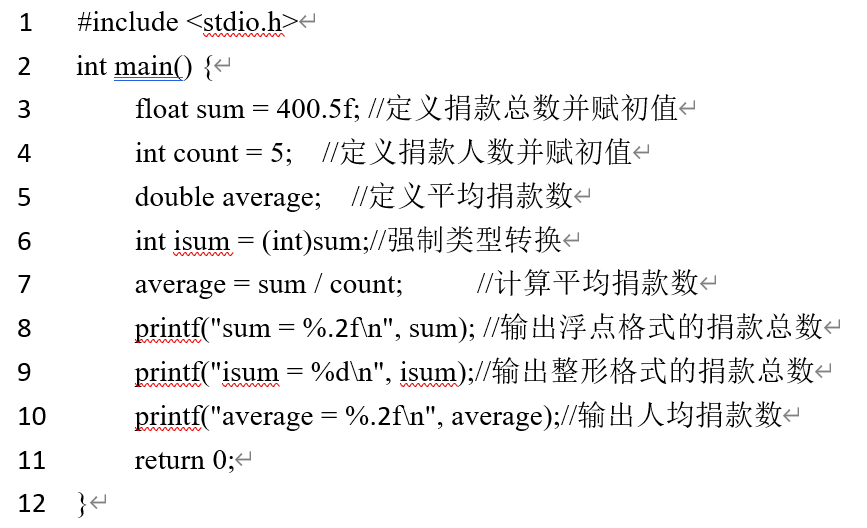 1 #include <stdio.h>↵
2 int main() {↵
3 float sum = 400.5f; //定义捐款总数并赋初值↵
4 int count = 5; //定义捐款人数并赋初值↵
5 double average; //定义平均捐款数↵
6 int isum = (int)sum;//强制类型转换↵
7 average = sum / count; //计算平均捐款数↵
8 printf("sum = %.2f\n", sum); //输出浮点格式的捐款总数↵
9 printf("isum = %d\n", isum);//输出整形格式的捐款总数↵
10 printf("average = %.2f\n", average);//输出人均捐款数↵
11 return 0;↵
12 }↵